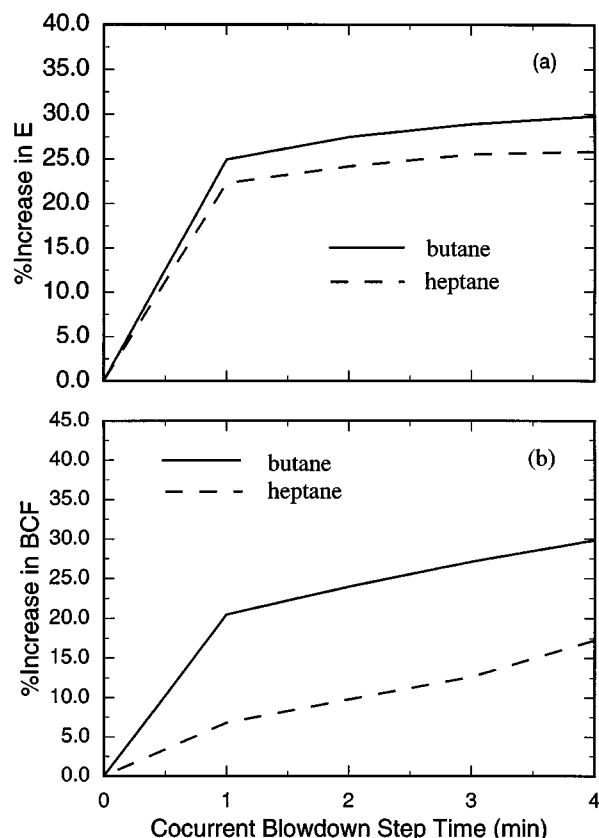 40.0
35.0
30.0
25.0
20.0
15.0
10.0
5.0
0.0
%Increase in E
(a)
butane
heptane
45.0
40.0
35.0
30.0
25.0
20.0
15.0
10.0
5.0
0.0
%Increase in BCF
(b)
butane
heptane
0 1 2 3 4
Cocurrent Blowdown Step Time (min)